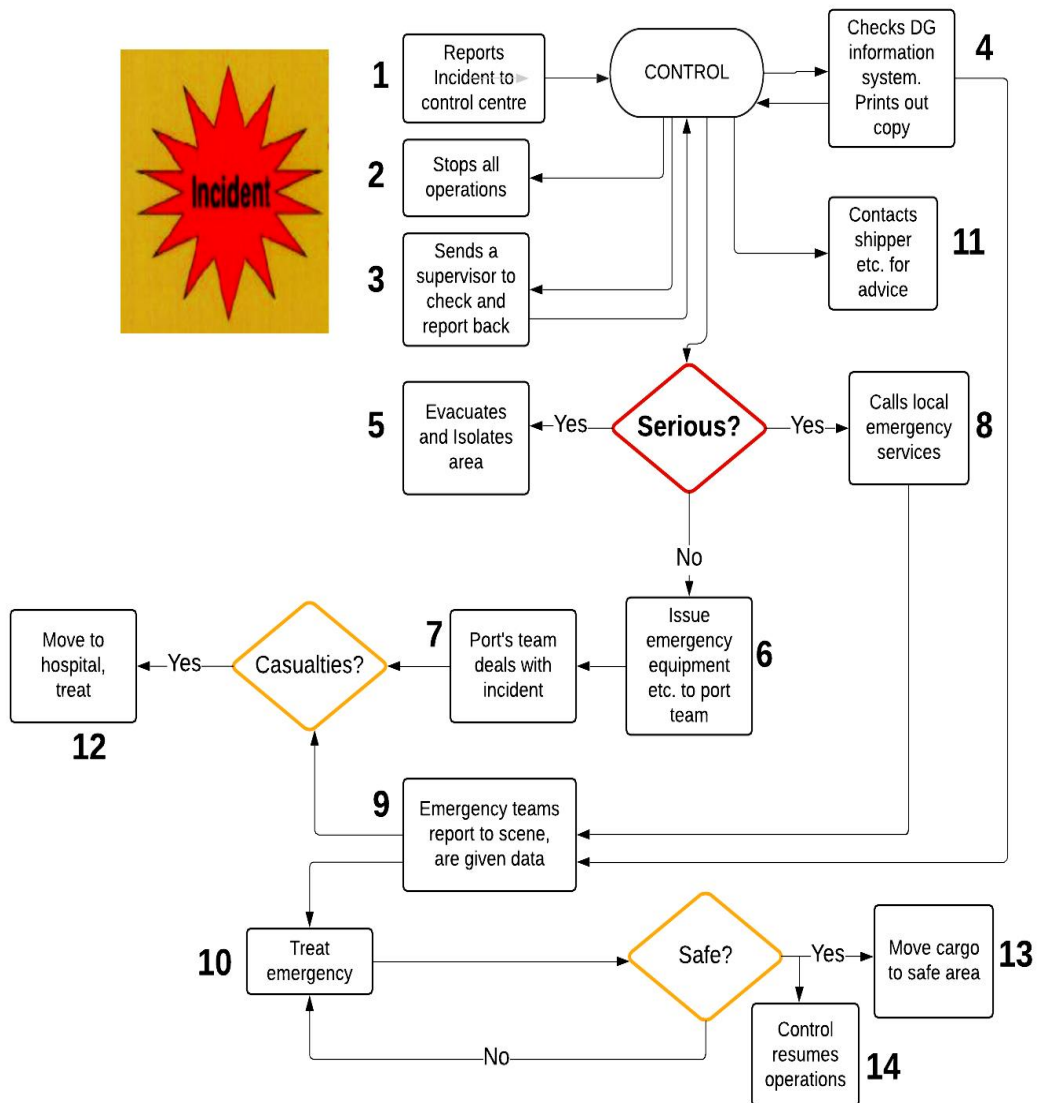 Incident
1
Reports
Incident to
control centre
CONTROL
Checks DG
information
system.
Prints out
copy
4
2
Stops all
operations
3
Sends a
supervisor to
check and
report back
Contacts
shipper
etc. for
advice
11
5
Evacuates
and Isolates
area
Yes
Serious?
Yes
Calls local
emergency
services
8
No
Move to
hospital,
treat
12
Yes
Casualties?
7
Port's team
deals with
incident
Issue
emergency
equipment
etc. to port
team
6
9
Emergency teams
report to scene,
are given data
10
Treat
emergency
Safe?
Yes
Move cargo
to safe area
13
No
Control
resumes
operations
14